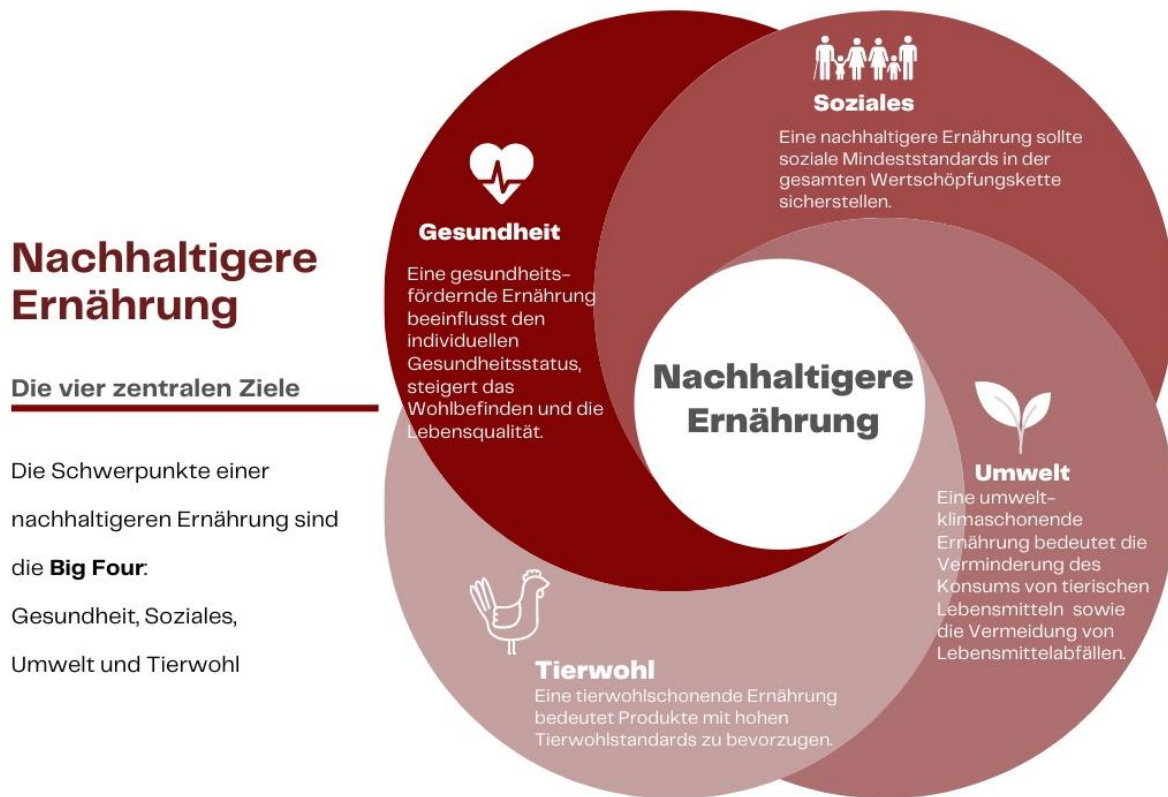 Nachhaltigere
Ernährung
Die vier zentralen Ziele
Die Schwerpunkte einer
nachhaltigeren Ernährung sind
die Big Four:
Gesundheit, Soziales,
Umwelt und Tierwohl
Gesundheit
Eine gesundheits-
fördernde Ernährung
beeinflusst den
individuellen
Gesundheitsstatus,
steigert das
Wohlbefinden und die
Lebensqualität.
Soziales
Eine nachhaltigere Ernährung sollte
soziale Mindeststandards in der
gesamten Wertschöpfungskette
sicherstellen.
Nachhaltigere
Ernährung
Umwelt
Eine umwelt-
klimaschonende
Ernährung bedeutet die
Verminderung des
Konsums von tierischen
Lebensmitteln sowie
die Vermeidung von
Lebensmittelabfällen.
Tierwohl
Eine tierwohlschonende Ernährung
bedeutet Produkte mit hohen
Tierwohlstandards zu bevorzugen.